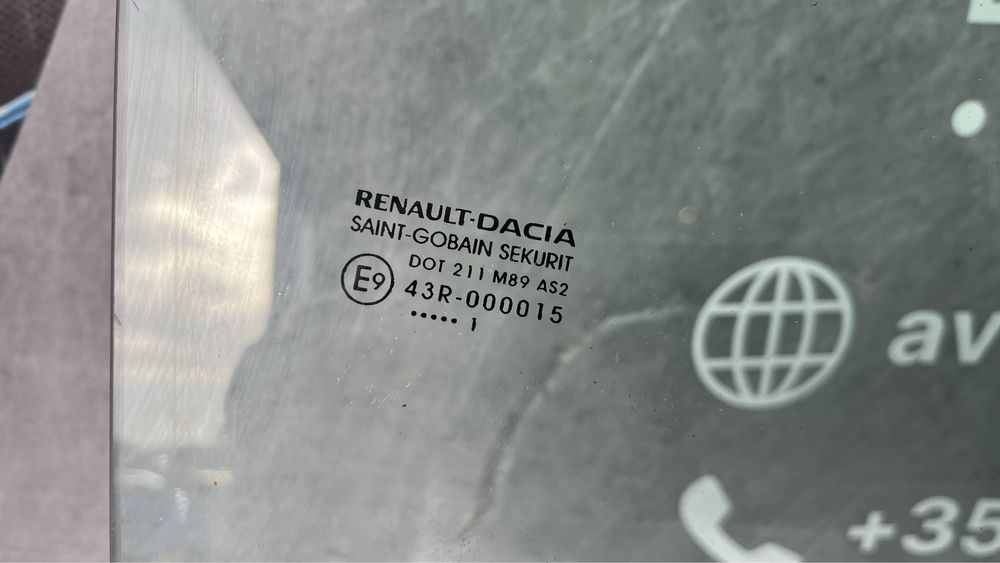 RENAULT-DACIA
SAINT-GOBAIN SEKURIT
DOT 211 M89 AS2
E9 43R-000015
••••• 1
av
+35